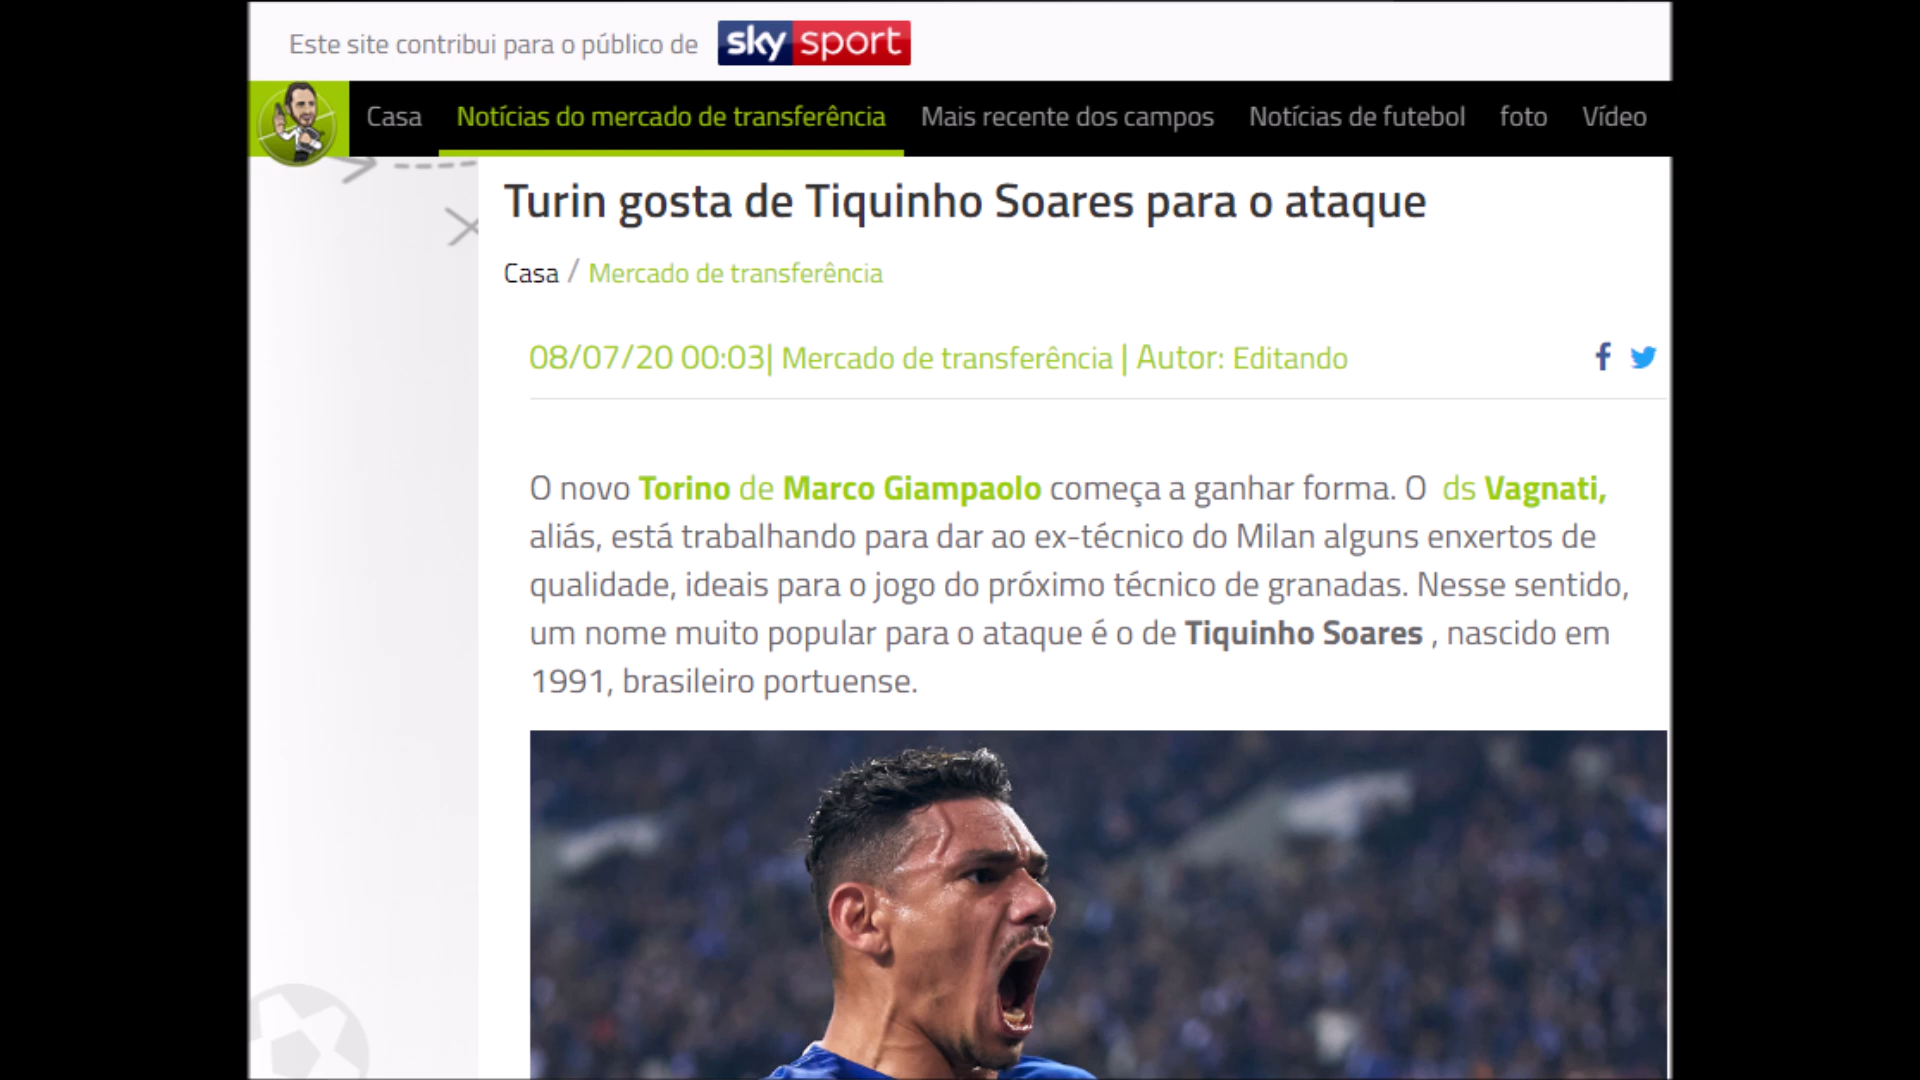 Este site contribui para o público de sky sport
Casa Notícias do mercado de transferência Mais recente dos campos Notícias de futebol foto Vídeo
Turin gosta de Tiquinho Soares para o ataque
Casa / Mercado de transferência
08/07/20 00:03| Mercado de transferência | Autor: Editando
O novo Torino de Marco Giampaolo começa a ganhar forma. O ds Vagnati,
aliás, está trabalhando para dar ao ex-técnico do Milan alguns enxertos de
qualidade, ideais para o jogo do próximo técnico de granadas. Nesse sentido,
um nome muito popular para o ataque é o de Tiquinho Soares , nascido em
1991, brasileiro portuense.